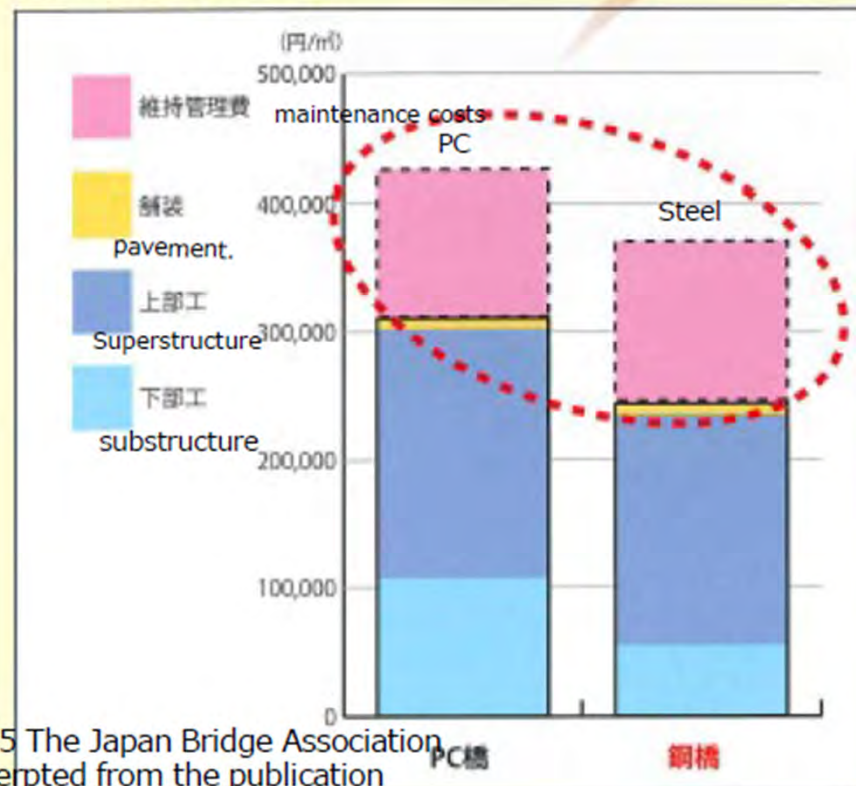 (円/㎡)
500,000
維持管理費
maintenance costs
PC
400,000
舗装
pavement.
Steel
上部工
300,000
Superstructure
下部工
substructure
200,000
100,000
0
5 The Japan Bridge Association
erpted from the publication
PC橋
鋼橋